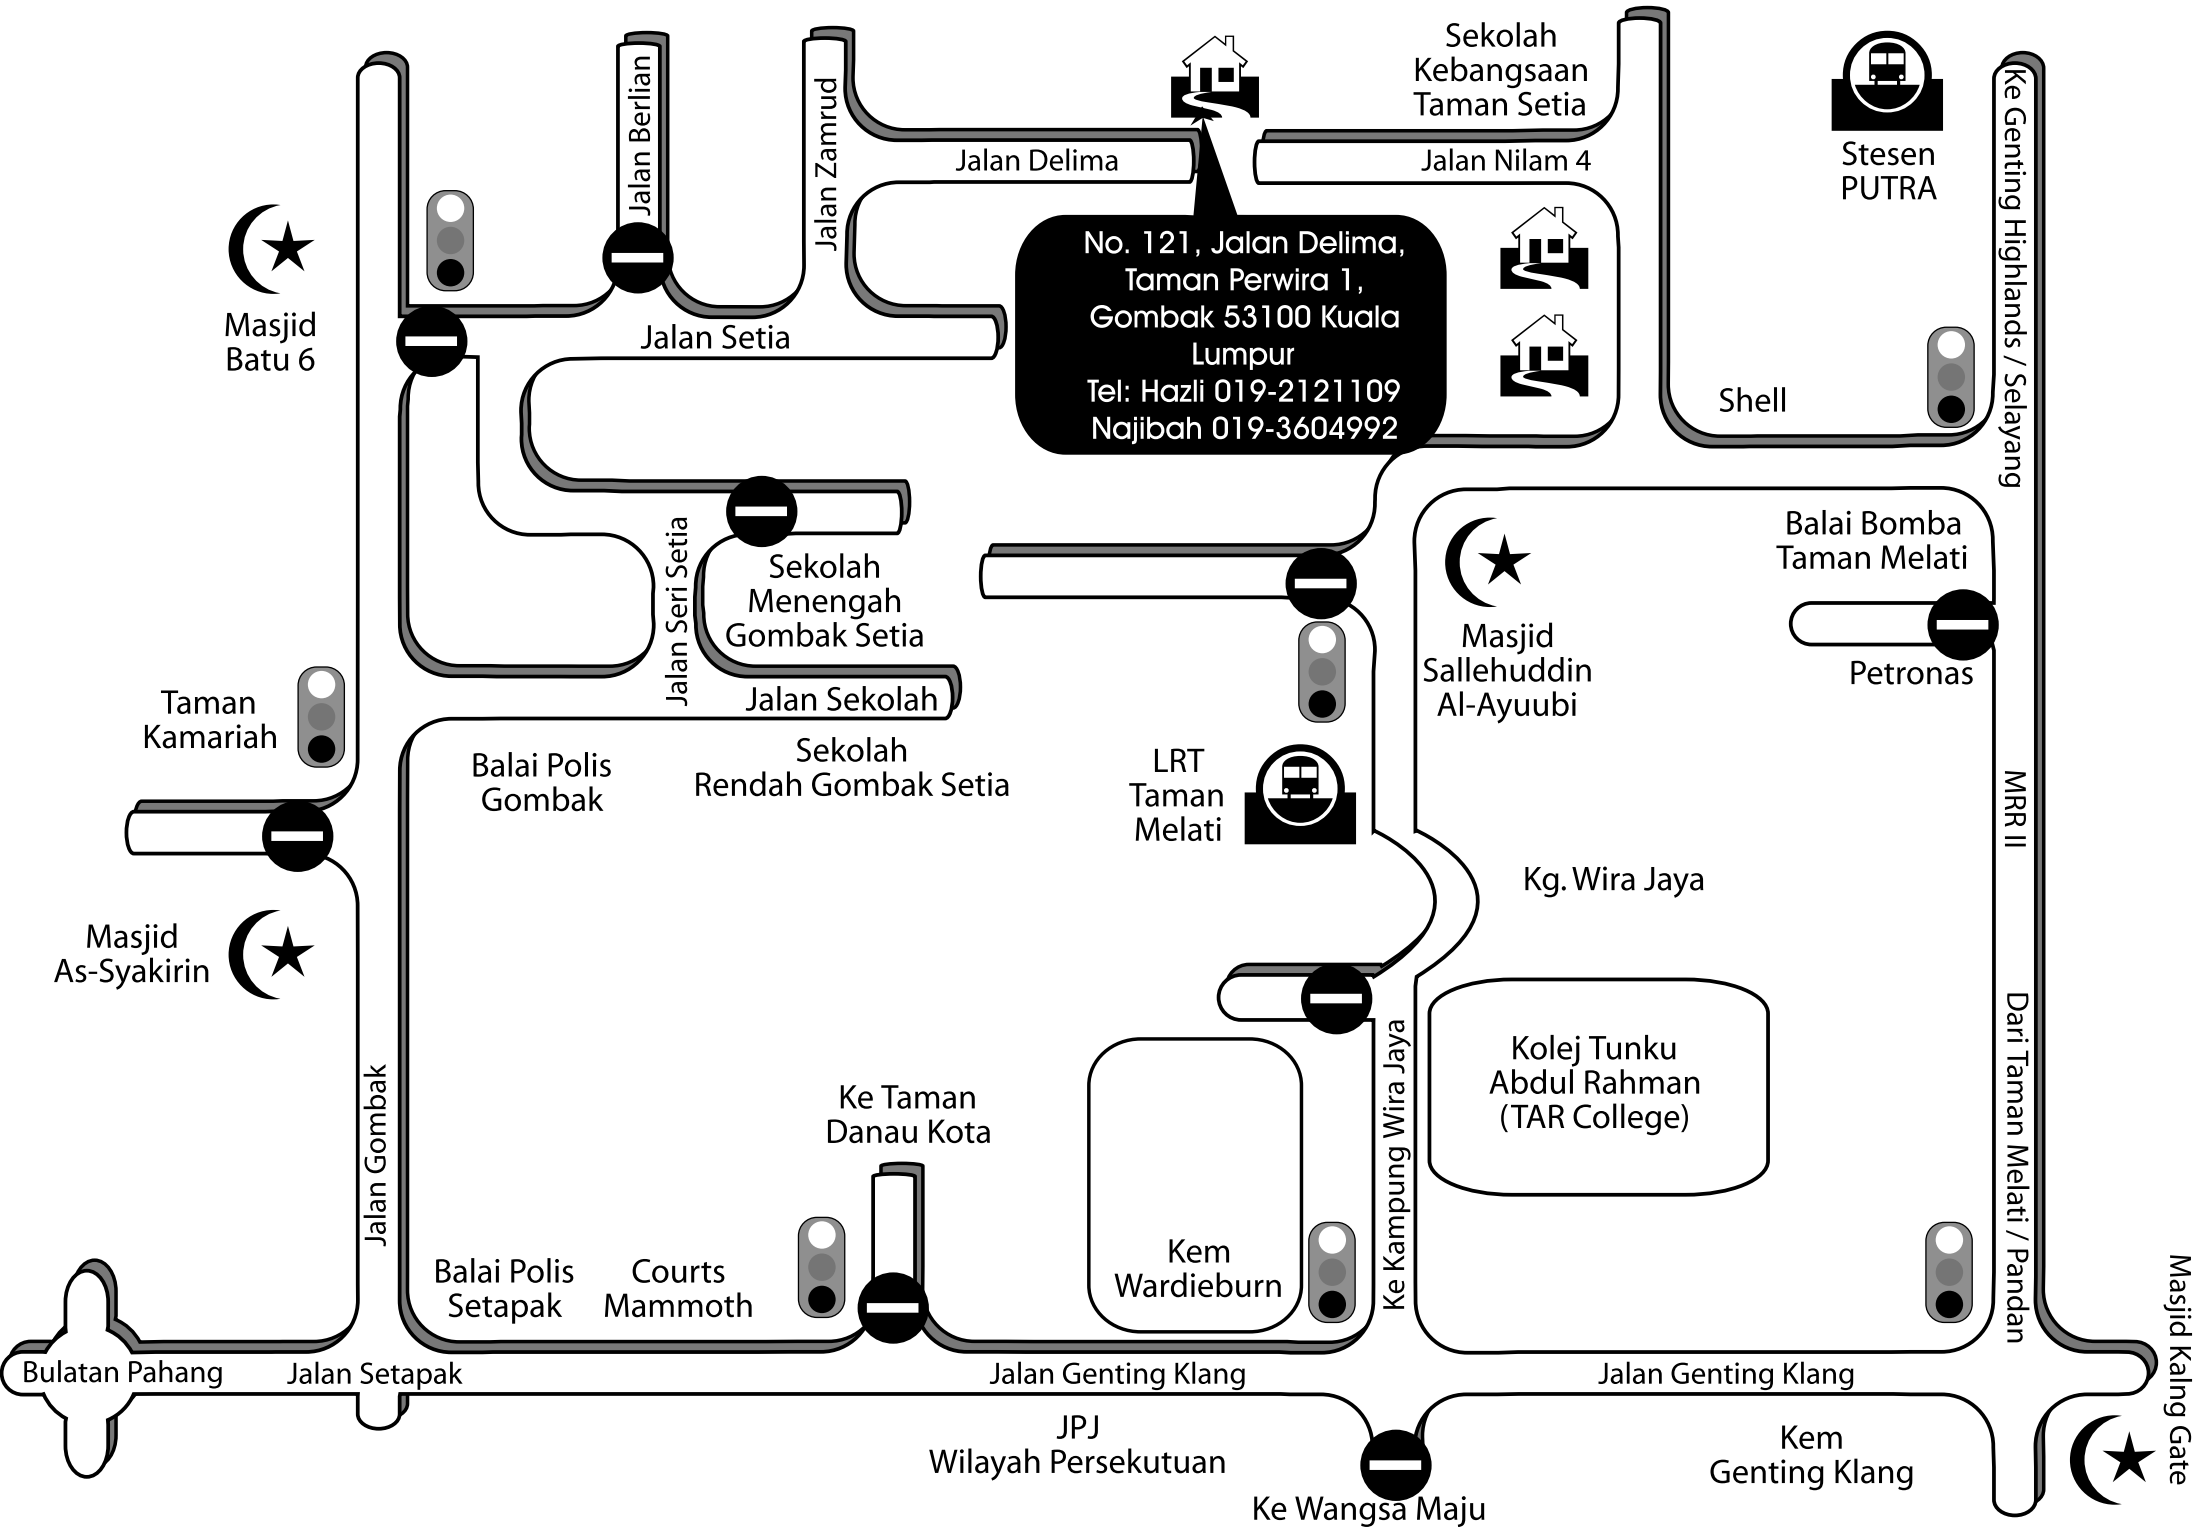 Sekolah
Kebangsaan
Taman Setia
Jalan Berlian
Jalan Zamrud
Jalan Delima
Jalan Nilam 4
Stesen
PUTRA
Ke Genting Highlands / Selayang
Masjid
Batu 6
Jalan Setia
No. 121, Jalan Delima,
Taman Perwira 1,
Gombak 53100 Kuala
Lumpur
Tel: Hazli 019-2121109
Najibah 019-3604992
Shell
Balai Bomba
Taman Melati
Petronas
Jalan Seri Setia
Sekolah
Menengah
Gombak Setia
Masjid
Sallehuddin
Al-Ayuubi
Taman
Kamariah
Jalan Sekolah
Balai Polis
Gombak
Sekolah
Rendah Gombak Setia
LRT
Taman
Melati
MRR II
Kg. Wira Jaya
Masjid
As-Syakirin
Jalan Gombak
Ke Taman
Danau Kota
Ke Kampung Wira Jaya
Kolej Tunku
Abdul Rahman
(TAR College)
Dari Taman Melati / Pandan
Balai Polis
Setapak
Courts
Mammoth
Kem
Wardieburn
Masjid Kalng Gate
Bulatan Pahang
Jalan Setapak
Jalan Genting Klang
Jalan Genting Klang
JPJ
Wilayah Persekutuan
Kem
Genting Klang
Ke Wangsa Maju